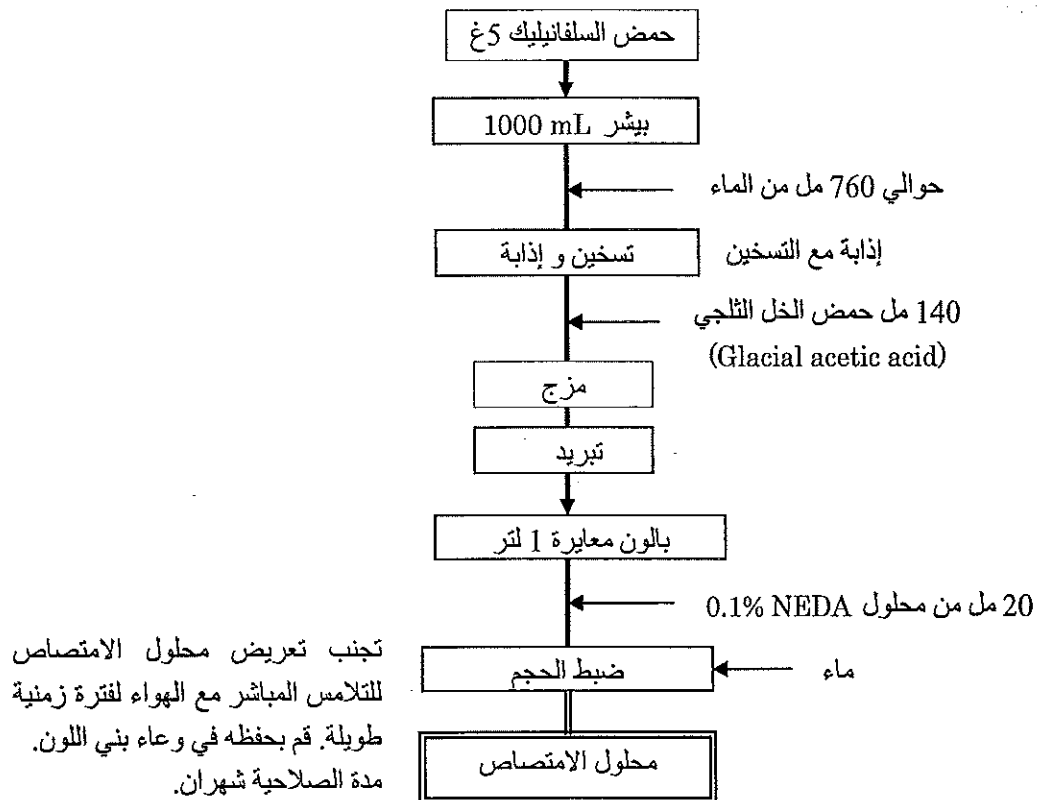 حمض السلفانيليك 5غ
بيشر 1000 mL
حوالي 760 مل من الماء
تسخين و إذابة
إذابة مع التسخين
140 مل حمض الخل الثلجي
(Glacial acetic acid)
مزج
تبريد
بالون معايرة 1 لتر
20 مل من محلول 0.1% NEDA
ضبط الحجم
ماء
محلول الامتصاص
تجنب تعريض محلول الامتصاص
للتلامس المباشر مع الهواء لفترة زمنية
طويلة. قم بحفظه في وعاء بني اللون.
مدة الصلاحية شهران.